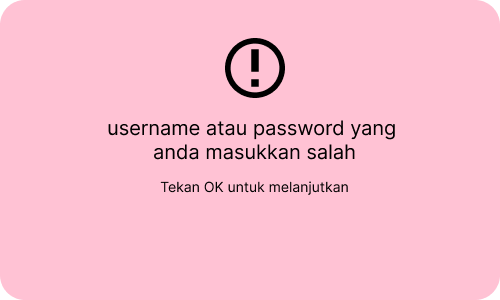 username atau password yang
anda masukkan salah
Tekan OK untuk melanjutkan